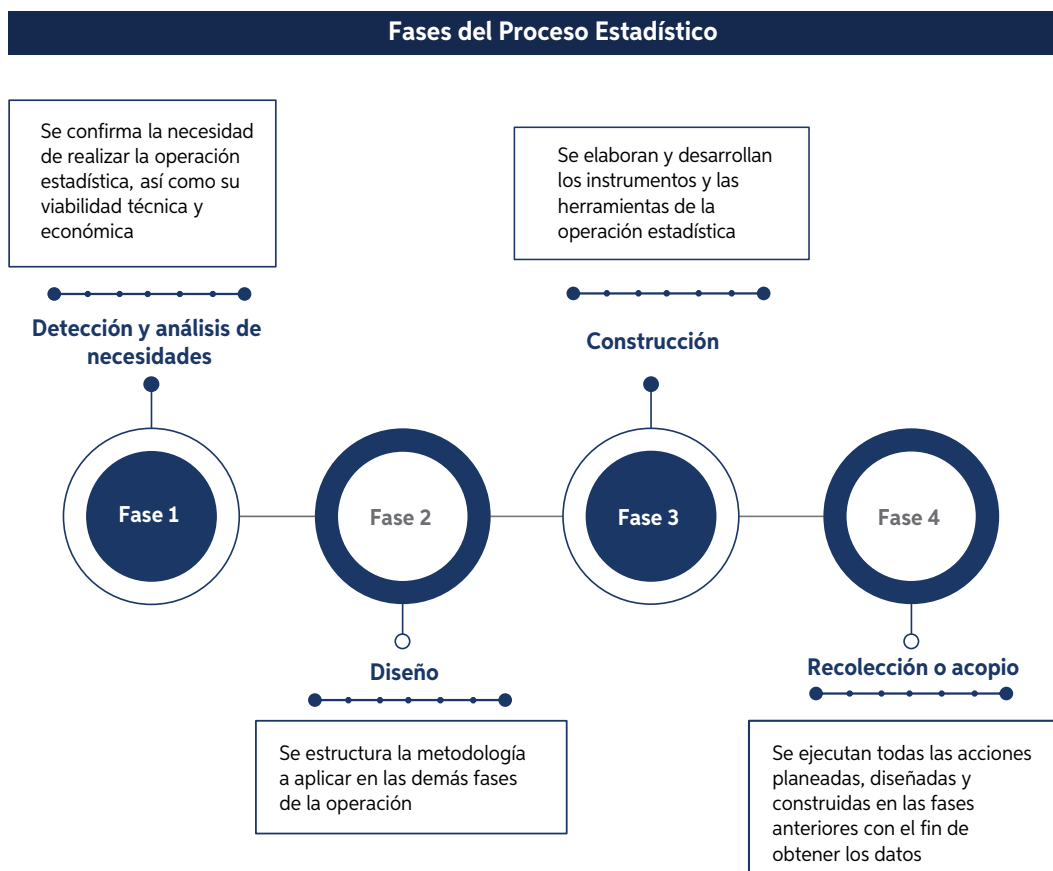 Fases del Proceso Estadístico
Se confirma la necesidad
de realizar la operación
estadística, así como su
viabilidad técnica y
económica
Detección y análisis de
necesidades
Fase 1
Fase 2
Diseño
Se estructura la metodología
a aplicar en las demás fases
de la operación
Se elaboran y desarrollan
los instrumentos y las
herramientas de la
operación estadística
Construcción
Fase 3
Fase 4
Recolección o acopio
Se ejecutan todas las acciones
planeadas, diseñadas y
construidas en las fases
anteriores con el fin de
obtener los datos